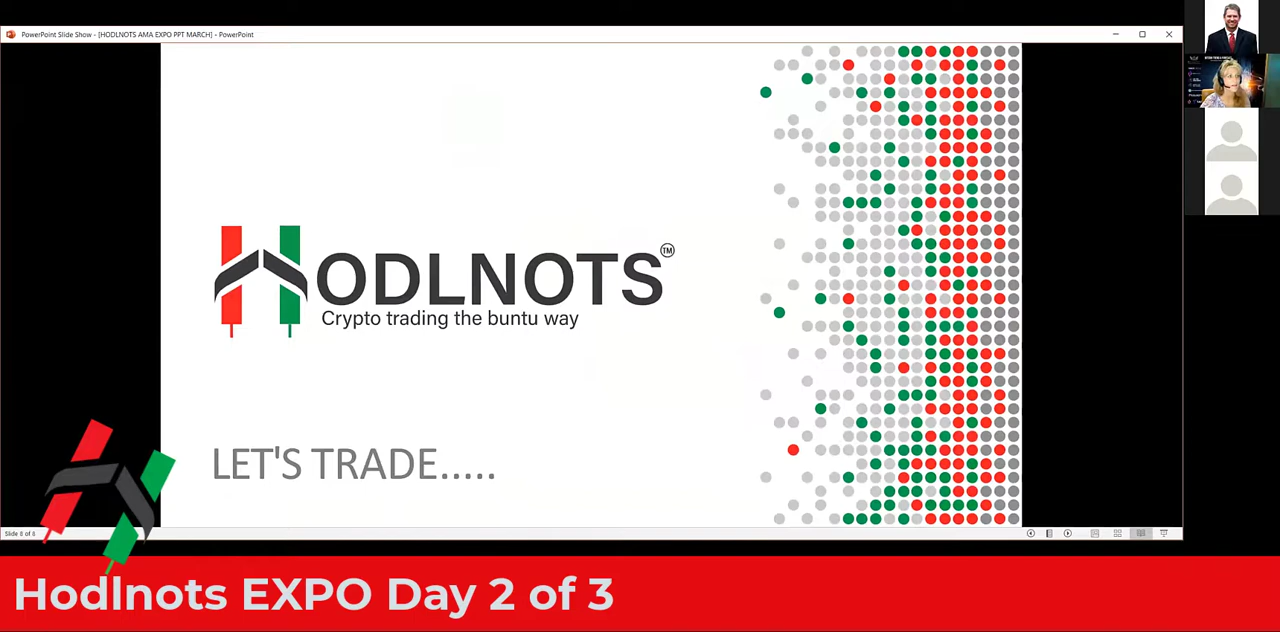 PowerPoint Slide Show - [HODLNOTS AMA EXPO PPT MARCH] - PowerPoint
HODLNOTS TM
Crypto trading the buntu way
LET'S TRADE.....
Slide 8 of 8
Hodlnots EXPO Day 2 of 3